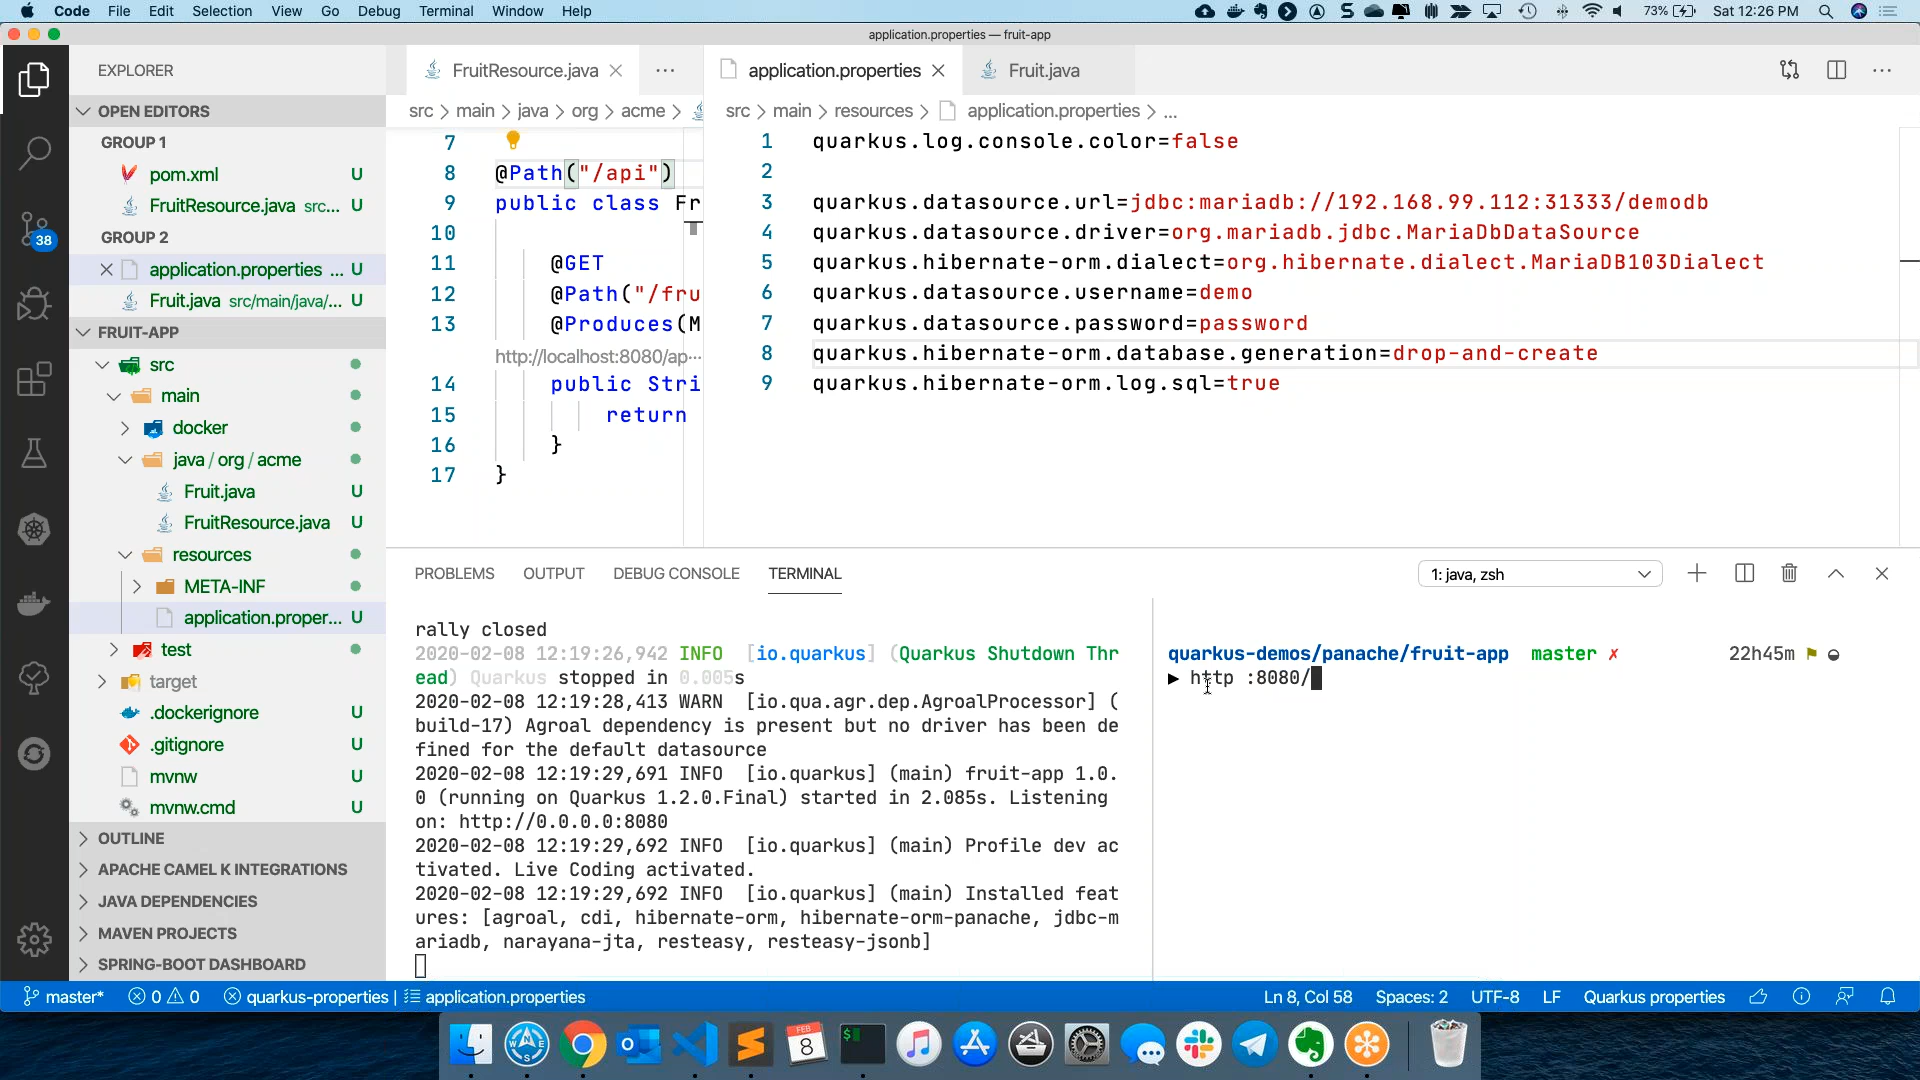 Code File Edit Selection View Go Debug Terminal Window Help
73% Sat 12:26 PM
application.properties — fruit-app
EXPLORER
OPEN EDITORS
GROUP 1
pom.xml U
FruitResource.java src... U
GROUP 2
application.properties ... U
Fruit.java src/main/java/... U
FRUIT-APP
src
main
docker
java / org / acme
Fruit.java U
FruitResource.java U
resources
META-INF
application.proper... U
test
target
.dockerignore U
.gitignore U
mvnw U
mvnw.cmd U
OUTLINE
APACHE CAMEL K INTEGRATIONS
JAVA DEPENDENCIES
MAVEN PROJECTS
SPRING-BOOT DASHBOARD
38
FruitResource.java
src > main > java > org > acme >
7
8 @Path("/api")
9 public class Fr
10
11 @GET
12 @Path("/fru
13 @Produces(M
http://localhost:8080/ap...
14 public Stri
15 return
16 }
17 }
application.properties Fruit.java
src > main > resources > application.properties > ...
1 quarkus.log.console.color=false
2
3 quarkus.datasource.url=jdbc:mariadb://192.168.99.112:31333/demodb
4 quarkus.datasource.driver=org.mariadb.jdbc.MariaDbDataSource
5 quarkus.hibernate-orm.dialect=org.hibernate.dialect.MariaDB103Dialect
6 quarkus.datasource.username=demo
7 quarkus.datasource.password=password
8 quarkus.hibernate-orm.database.generation=drop-and-create
9 quarkus.hibernate-orm.log.sql=true
PROBLEMS OUTPUT DEBUG CONSOLE TERMINAL
1: java, zsh
rally closed
2020-02-08 12:19:26,942 INFO [io.quarkus] (Quarkus Shutdown Thr
ead) Quarkus stopped in 0.005s
2020-02-08 12:19:28,413 WARN [io.qua.agr.dep.AgroalProcessor] (
build-17) Agroal dependency is present but no driver has been de
fined for the default datasource
2020-02-08 12:19:29,691 INFO [io.quarkus] (main) fruit-app 1.0.
0 (running on Quarkus 1.2.0.Final) started in 2.085s. Listening
on: http://0.0.0.0:8080
2020-02-08 12:19:29,692 INFO [io.quarkus] (main) Profile dev ac
tivated. Live Coding activated.
2020-02-08 12:19:29,692 INFO [io.quarkus] (main) Installed feat
ures: [agroal, cdi, hibernate-orm, hibernate-orm-panache, jdbc-m
ariadb, narayana-jta, resteasy, resteasy-jsonb]
quarkus-demos/panache/fruit-app master ✗ 22h45m
▶ http :8080/
master* 0 0 quarkus-properties | application.properties
Ln 8, Col 58 Spaces: 2 UTF-8 LF Quarkus properties
FEB
8